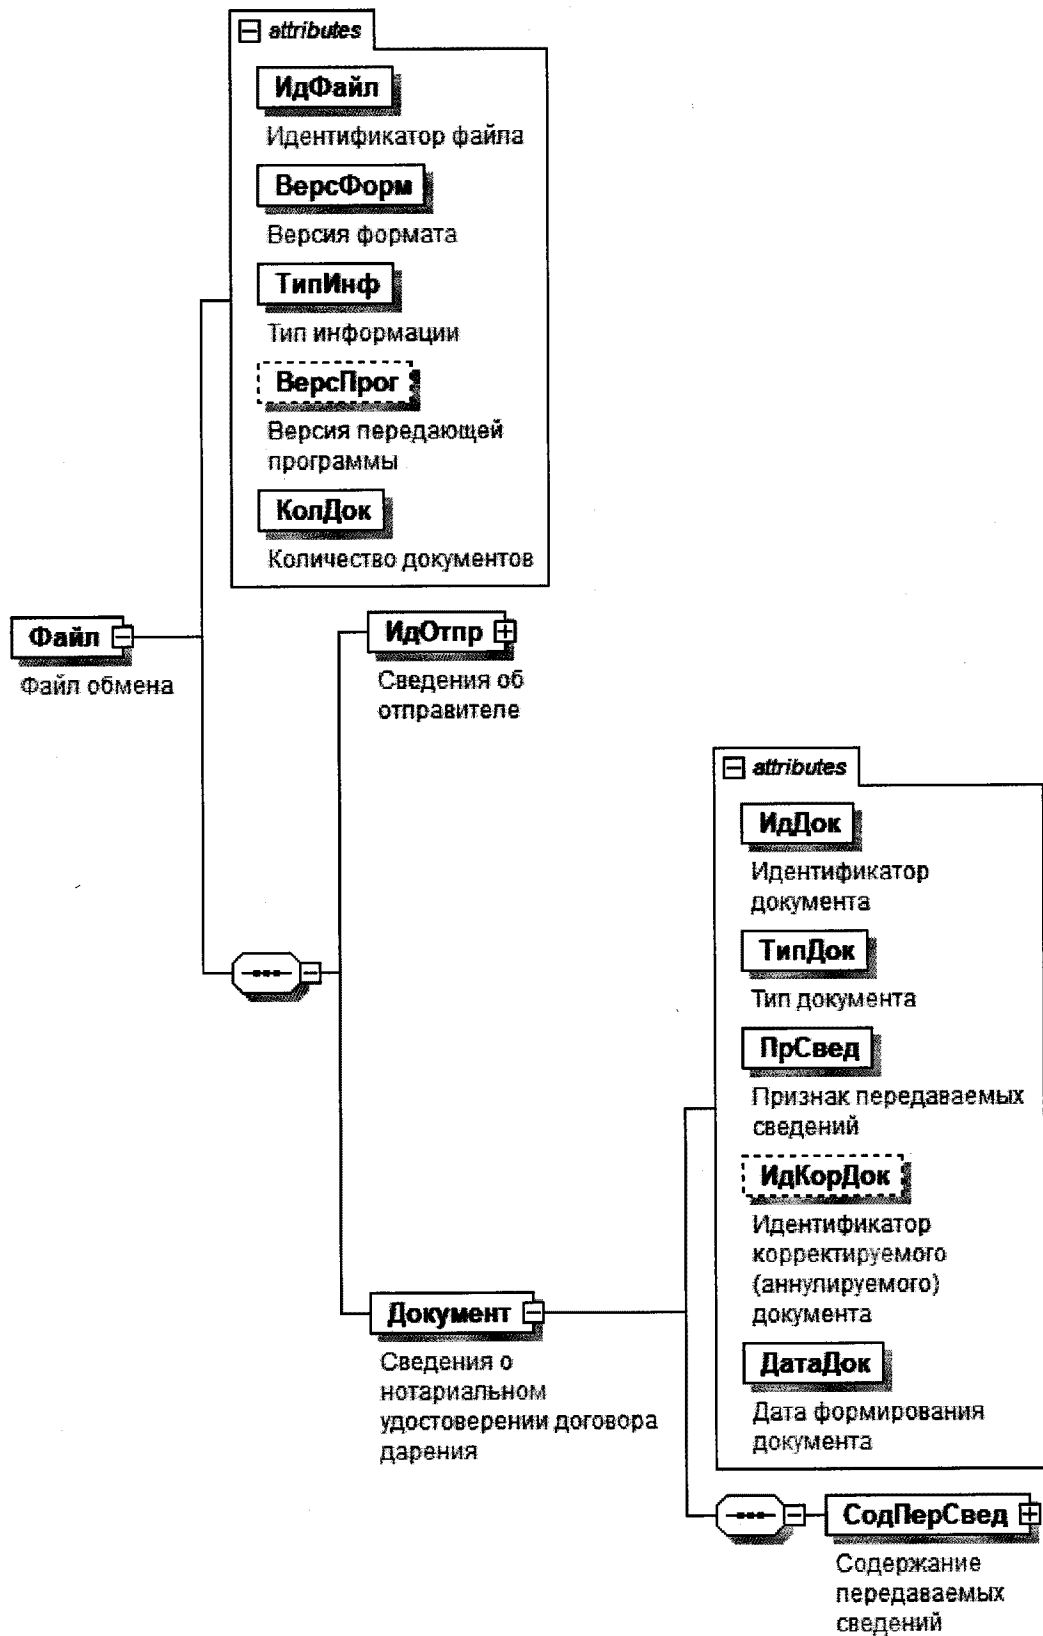 attributes
ИдФайл
Идентификатор файла
ВерсФорм
Версия формата
ТипИнф
Тип информации
ВерсПрог
Версия передающей
программы
КолДок
Количество документов
Файл
Файл обмена
ИдОтпр
Сведения об
отправителе
attributes
ИдДок
Идентификатор
документа
ТипДок
Тип документа
ПрСвед
Признак передаваемых
сведений
ИдКорДок
Идентификатор
корректируемого
(аннулируемого)
документа
ДатаДок
Дата формирования
документа
Документ
Сведения о
нотариальном
удостоверении договора
дарения
СодПерСвед
Содержание
передаваемых
сведений